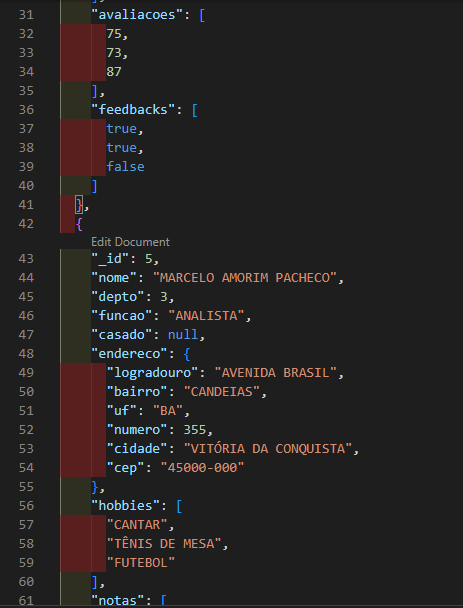 31 "avaliacoes": [
32 75,
33 73,
34 87
35 ],
36 "feedbacks": [
37 true,
38 true,
39 false
40 ]
41 },
42 {
Edit Document
43 "_id": 5,
44 "nome": "MARCELO AMORIM PACHECO",
45 "depto": 3,
46 "funcao": "ANALISTA",
47 "casado": null,
48 "endereco": {
49 "logradouro": "AVENIDA BRASIL",
50 "bairro": "CANDEIAS",
51 "uf": "BA",
52 "numero": 355,
53 "cidade": "VITÓRIA DA CONQUISTA",
54 "cep": "45000-000"
55 },
56 "hobbies": [
57 "CANTAR",
58 "TÊNIS DE MESA",
59 "FUTEBOL"
60 ],
61 "notas": [